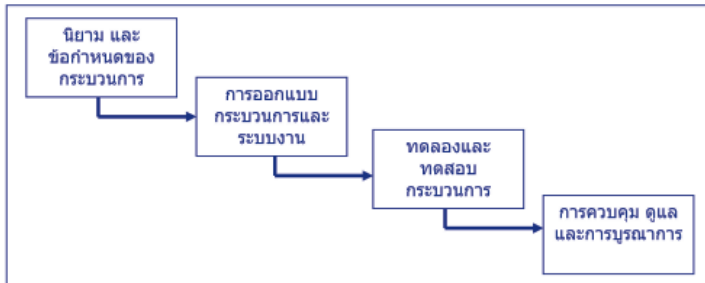 นิยาม และ
ข้อกำหนดของ
กระบวนการ
การออกแบบ
กระบวนการและ
ระบบงาน
ทดลองและ
ทดสอบ
กระบวนการ
การควบคุม ดูแล
และการบูรณาการ